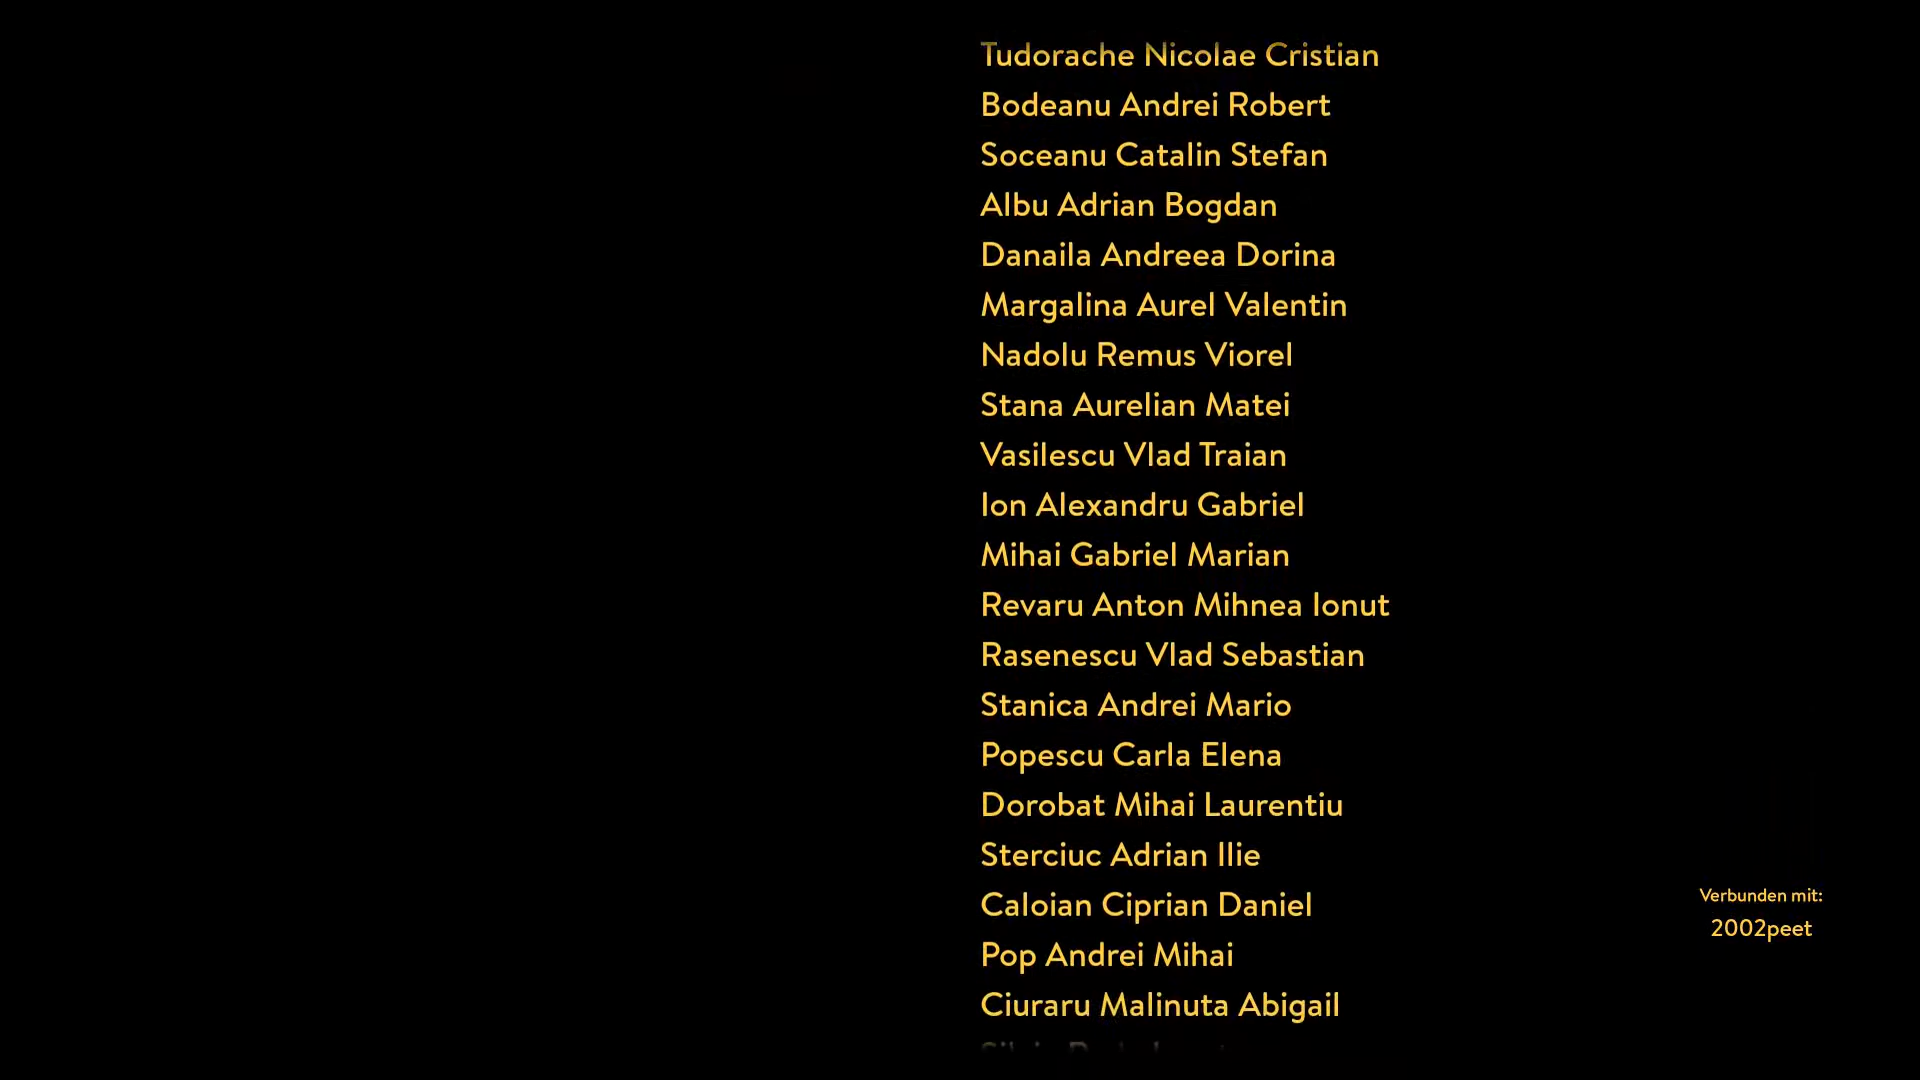 Tudorache Nicolae Cristian
Bodeanu Andrei Robert
Soceanu Catalin Stefan
Albu Adrian Bogdan
Danaila Andreea Dorina
Margalina Aurel Valentin
Nadolu Remus Viorel
Stana Aurelian Matei
Vasilescu Vlad Traian
Ion Alexandru Gabriel
Mihai Gabriel Marian
Revaru Anton Mihnea Ionut
Rasenescu Vlad Sebastian
Stanica Andrei Mario
Popescu Carla Elena
Dorobat Mihai Laurentiu
Sterciuc Adrian Ilie
Caloian Ciprian Daniel
Pop Andrei Mihai
Ciuraru Malinuta Abigail
Verbunden mit:
2002peet